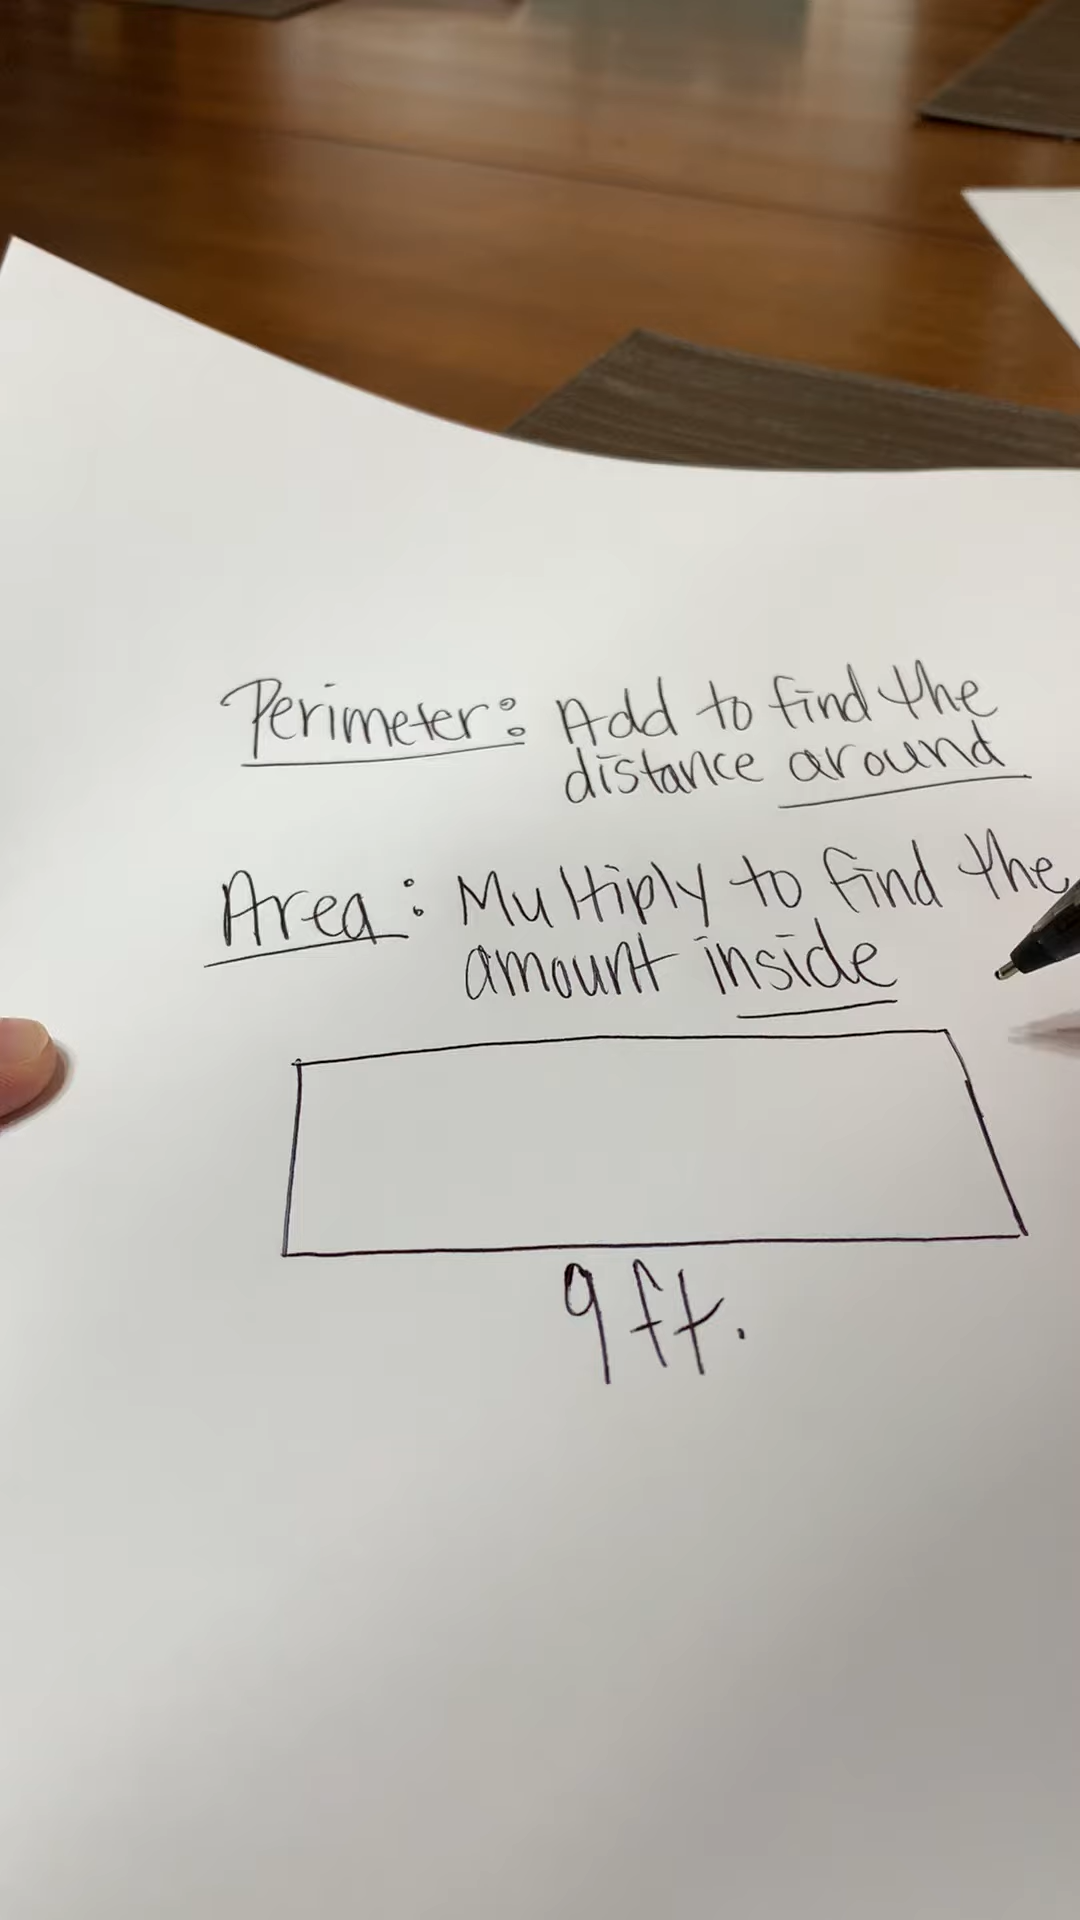 Perimeter: Add to find the
distance around
Area: Multiply to find the
amount inside
9 ft.